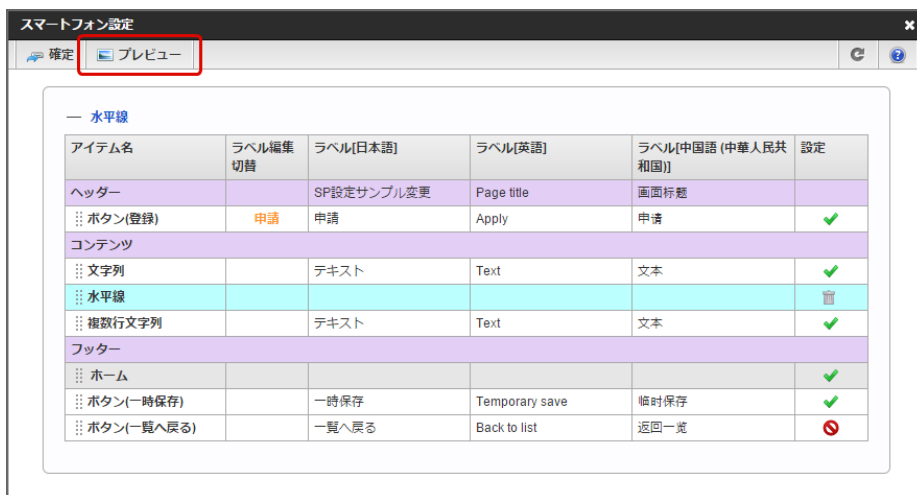 スマートフォン設定
確定 プレビュー
水平線
アイテム名 ラベル編集切替 ラベル[日本語] ラベル[英語] ラベル[中国語 (中華人民共和国)] 設定
ヘッダー SP設定サンプル変更 Page title 画面标题
ボタン(登録) 申請 申請 Apply 申请
コンテンツ
文字列 テキスト Text 文本
水平線
複数行文字列 テキスト Text 文本
フッター
ホーム
ボタン(一時保存) 一時保存 Temporary save 临时保存
ボタン(一覧へ戻る) 一覧へ戻る Back to list 返回一览